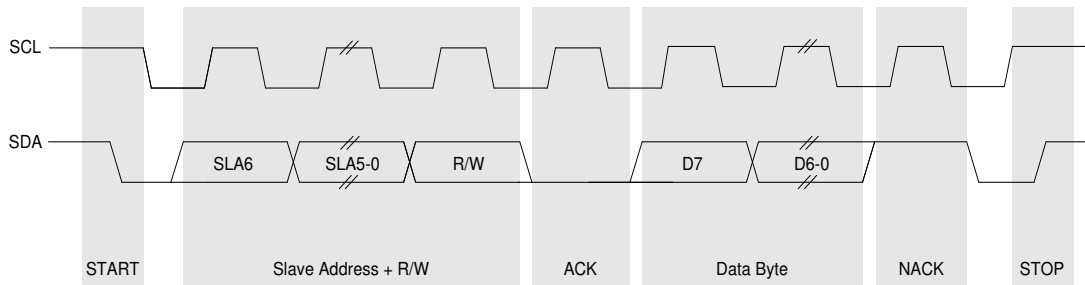 SCL
SDA
SLA6 SLA5-0 R/W D7 D6-0
START Slave Address + R/W ACK Data Byte NACK STOP